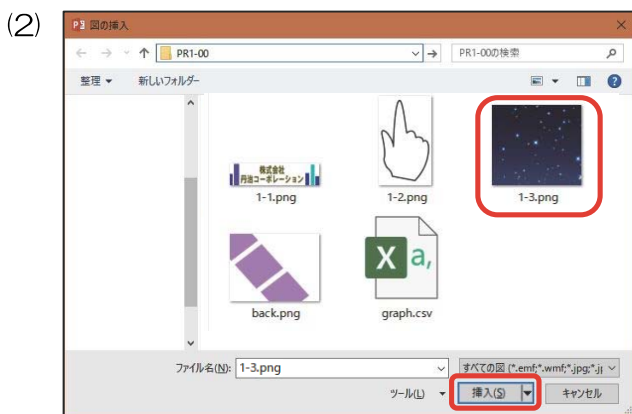 (2)
図の挿入
PR1-00
PR1-00の検索
整理 新しいフォルダー
株式会社
丹治コーポレーション
1-1.png
1-2.png
1-3.png
X a,
back.png
graph.csv
ファイル名(N): 1-3.png
すべての図 (*.emf;*.wmf;*.jpg;*.j
ツール(L) 挿入(S) キャンセル